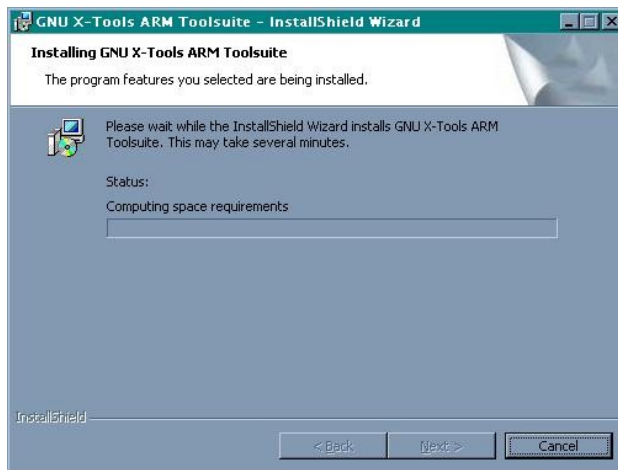 GNU X-Tools ARM Toolsuite - InstallShield Wizard
Installing GNU X-Tools ARM Toolsuite
The program features you selected are being installed.
Please wait while the InstallShield Wizard installs GNU X-Tools ARM
Toolsuite. This may take several minutes.
Status:
Computing space requirements
InstallShield
< Back
Next >
Cancel